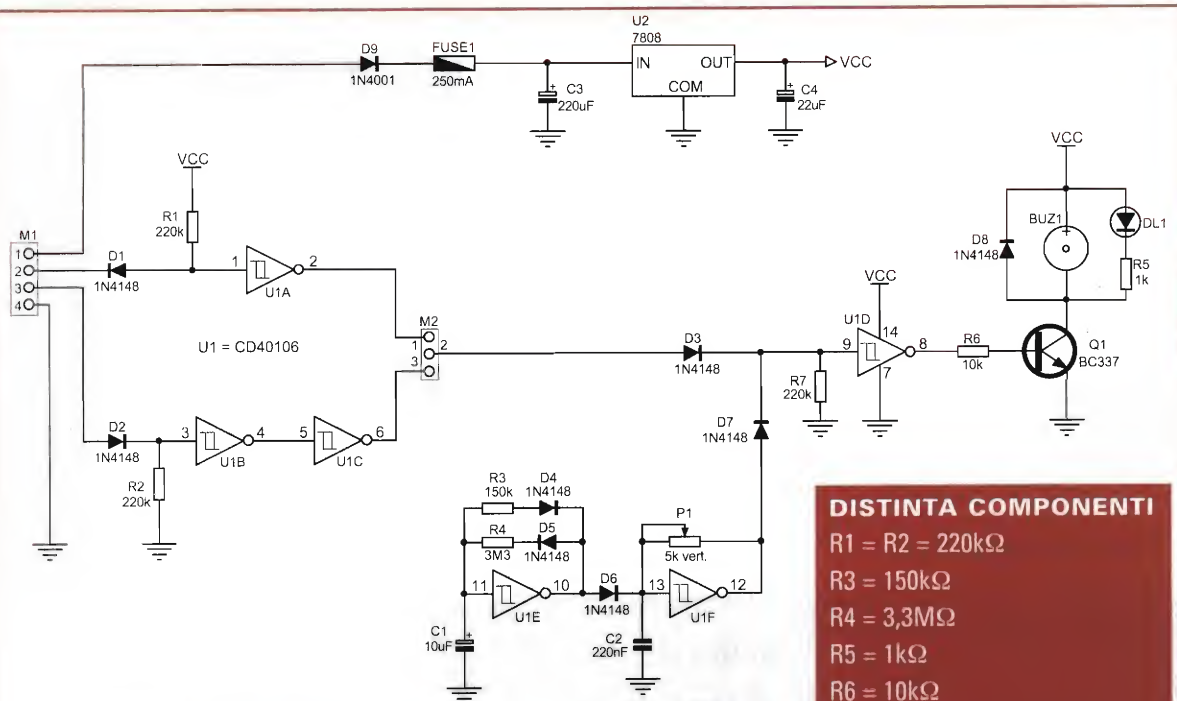 U2
7808
D9
1N4001
FUSE1
250mA
IN
OUT
COM
VCC
+
C3
220uF
+
C4
22uF
VCC
R1
220k
M1
1
2
3
4
D1
1N4148
1
2
U1A
U1 = CD40106
M2
1
2
3
D2
1N4148
R2
220k
3
4
U1B
5
6
U1C
D3
1N4148
R7
220k
D7
1N4148
VCC
U1D
9
14
8
7
R6
10k
VCC
D8
1N4148
BUZ1
+
DL1
R5
1k
Q1
BC337
R3
150k
D4
1N4148
R4
3M3
D5
1N4148
11
10
U1E
C1
10uF
+
D6
1N4148
C2
220nF
P1
5k vert.
13
12
U1F
DISTINTA COMPONENTI
R1 = R2 = 220kΩ
R3 = 150kΩ
R4 = 3,3MΩ
R5 = 1kΩ
R6 = 10kΩ